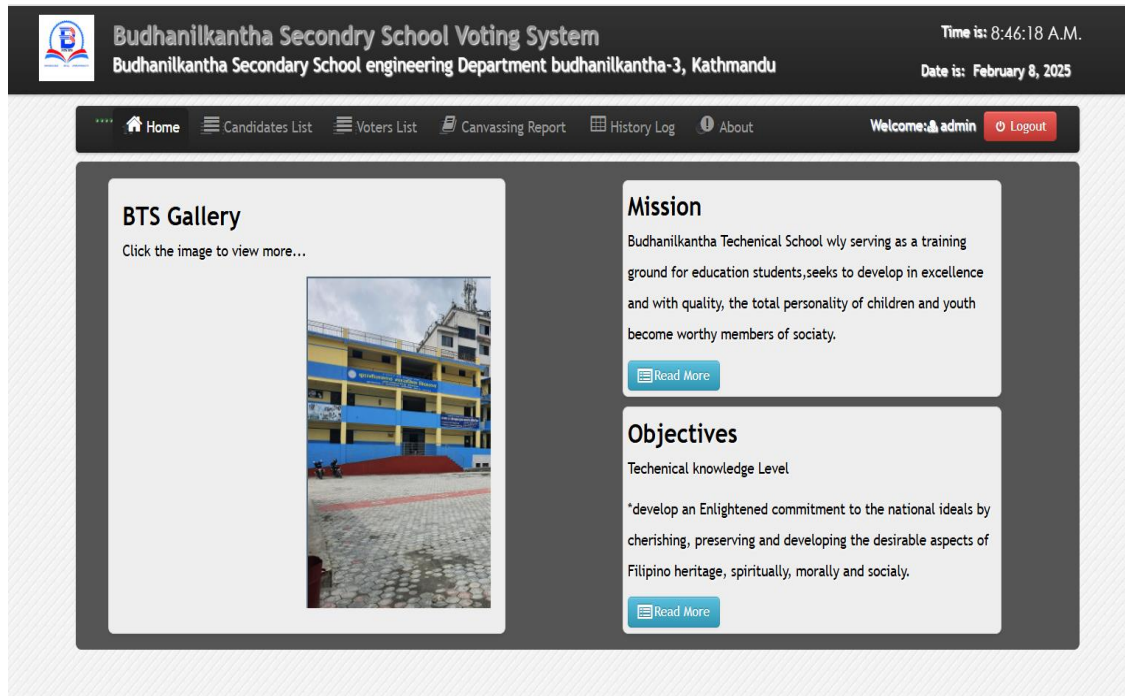 Budhanilkantha Secondry School Voting System
Budhanilkantha Secondary School engineering Department budhanilkantha-3, Kathmandu
Time is: 8:46:18 A.M.
Date is: February 8, 2025
Home Candidates List Voters List Canvassing Report History Log About Welcome: admin Logout
BTS Gallery
Click the image to view more...
Mission
Budhanilkantha Techenical School wly serving as a training
ground for education students,seeks to develop in excellence
and with quality, the total personality of children and youth
become worthy members of sociaty.
Read More
Objectives
Techenical knowledge Level
*develop an Enlightened commitment to the national ideals by
cherishing, preserving and developing the desirable aspects of
Filipino heritage, spiritually, morally and socialy.
Read More